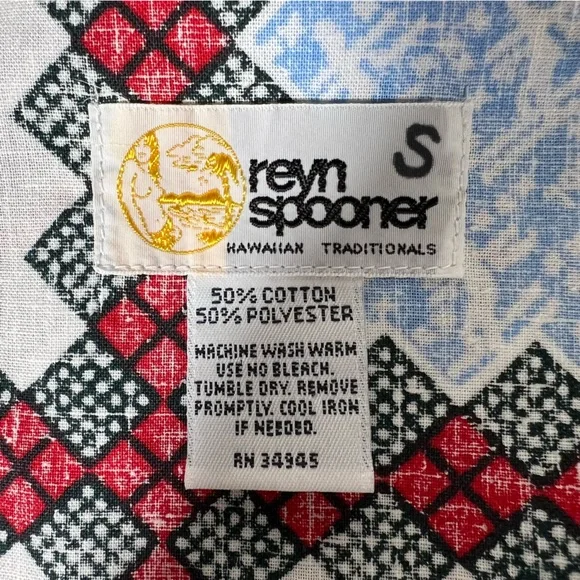 S
reyn
spooner
HAWAIIAN TRADITIONALS
50% COTTON
50% POLYESTER
MACHINE WASH WARM
USE NO BLEACH.
TUMBLE DRY. REMOVE
PROMPTLY. COOL IRON
IF NEEDED.
RN 34945